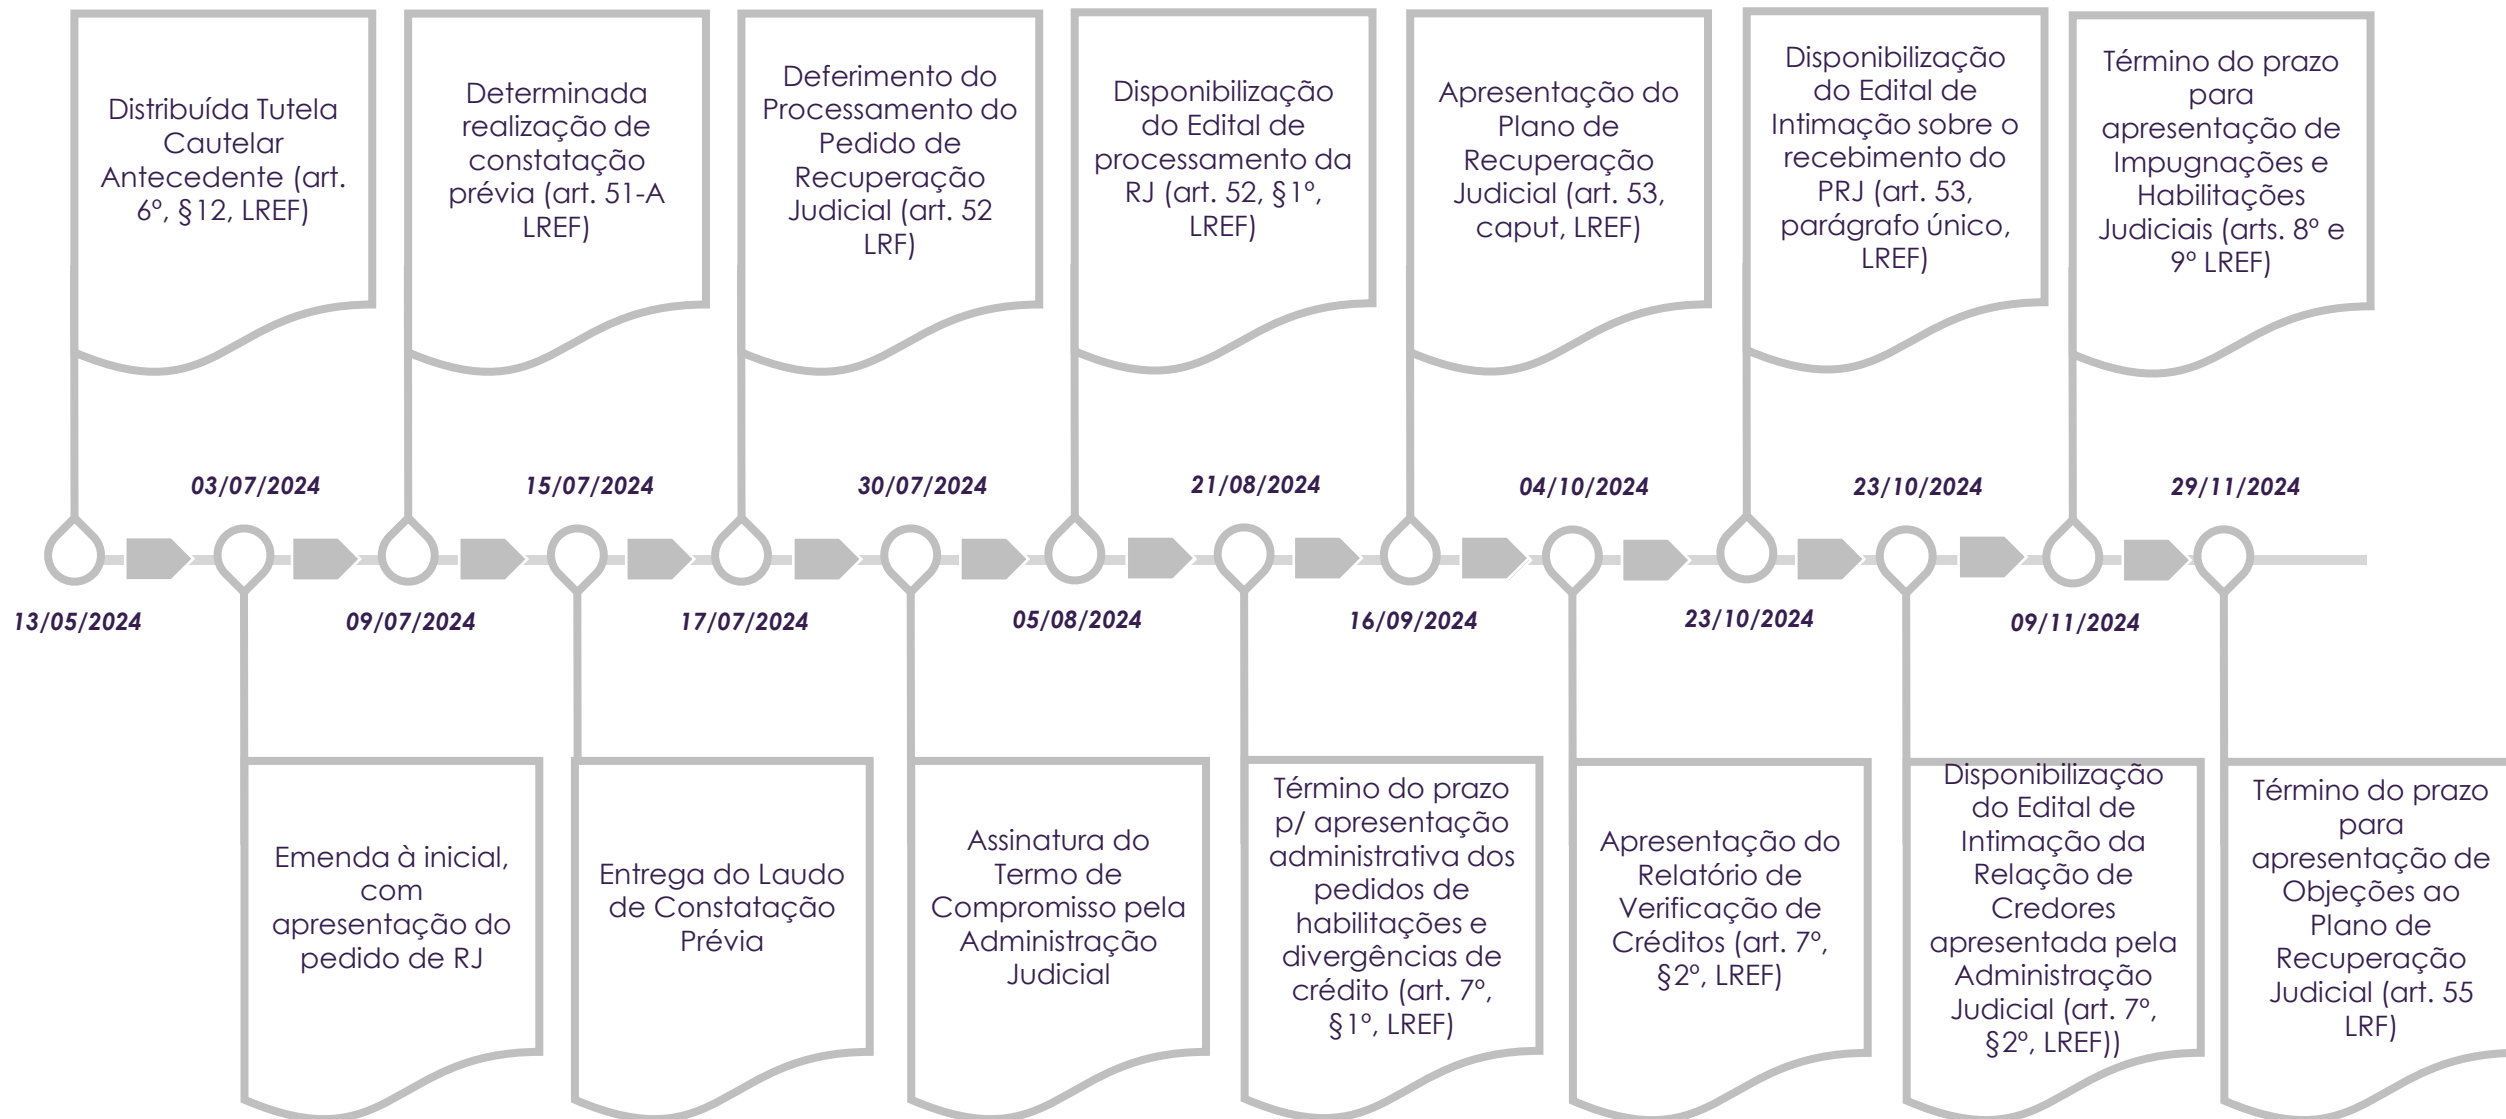 Distribuída Tutela
Cautelar
Antecedente (art.
6º, §12, LREF)
Determinada
realização de
constatação
prévia (art. 51-A
LREF)
Deferimento do
Processamento do
Pedido de
Recuperação
Judicial (art. 52
LRF)
Disponibilização
do Edital de
processamento da
RJ (art. 52, §1º,
LREF)
Apresentação do
Plano de
Recuperação
Judicial (art. 53,
caput, LREF)
Disponibilização
do Edital de
Intimação sobre o
recebimento do
PRJ (art. 53,
parágrafo único,
LREF)
Término do prazo
para
apresentação de
Impugnações e
Habilitações
Judiciais (arts. 8º e
9º LREF)
03/07/2024
15/07/2024
30/07/2024
21/08/2024
04/10/2024
23/10/2024
29/11/2024
13/05/2024
09/07/2024
17/07/2024
05/08/2024
16/09/2024
23/10/2024
09/11/2024
Emenda à inicial,
com
apresentação do
pedido de RJ
Entrega do Laudo
de Constatação
Prévia
Assinatura do
Termo de
Compromisso pela
Administração
Judicial
Término do prazo
p/ apresentação
administrativa dos
pedidos de
habilitações e
divergências de
crédito (art. 7º,
§1º, LREF)
Apresentação do
Relatório de
Verificação de
Créditos (art. 7º,
§2º, LREF)
Disponibilização
do Edital de
Intimação da
Relação de
Credores
apresentada pela
Administração
Judicial (art. 7º,
§2º, LREF))
Término do prazo
para
apresentação de
Objeções ao
Plano de
Recuperação
Judicial (art. 55
LRF)